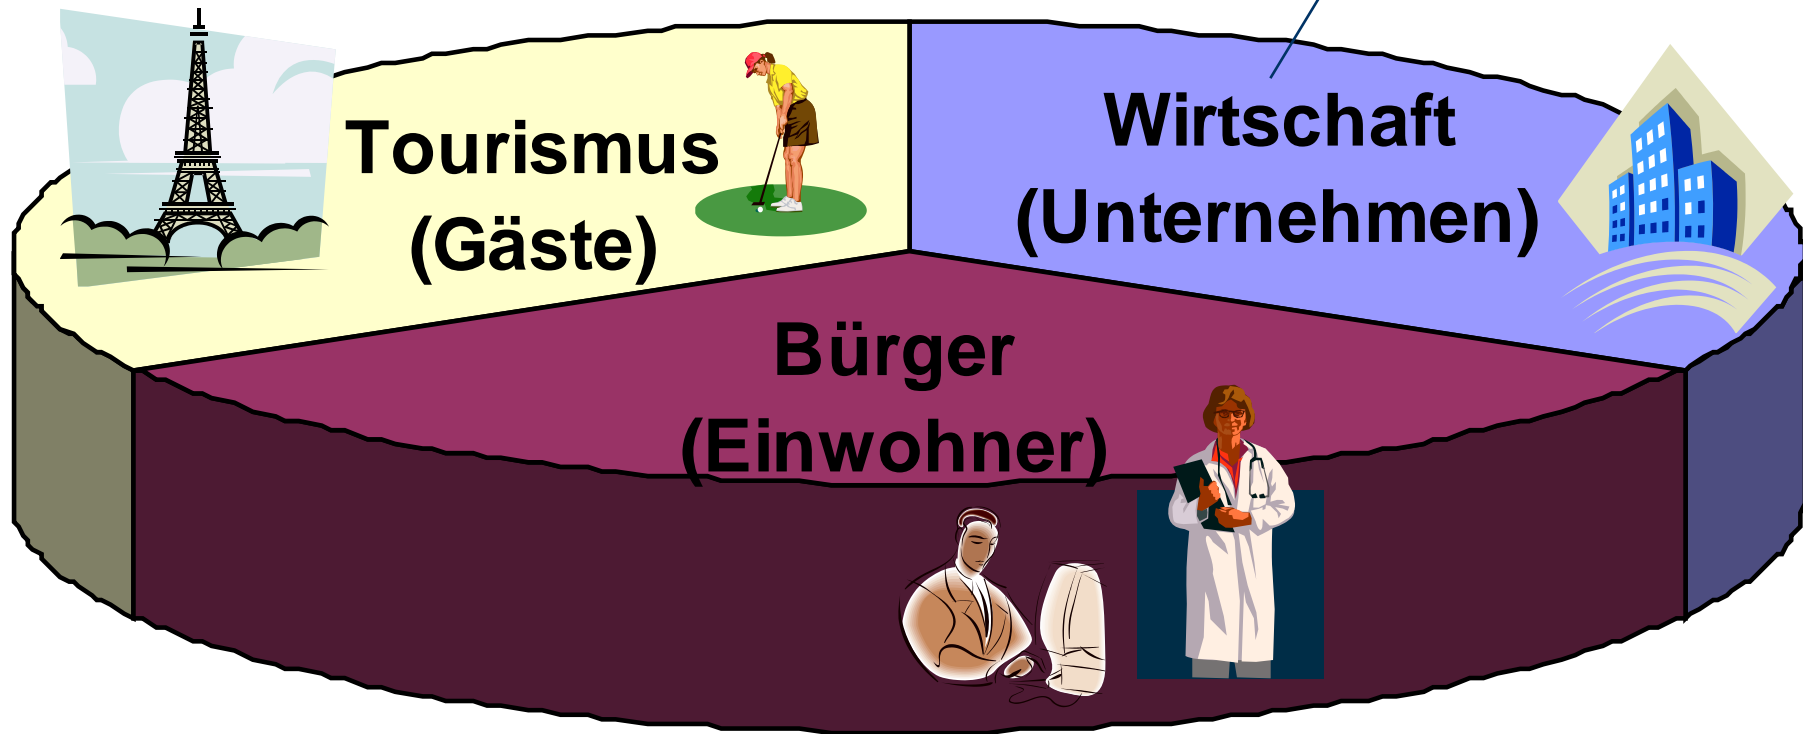 Tourismus
(Gäste)
Wirtschaft
(Unternehmen)
Bürger
(Einwohner)